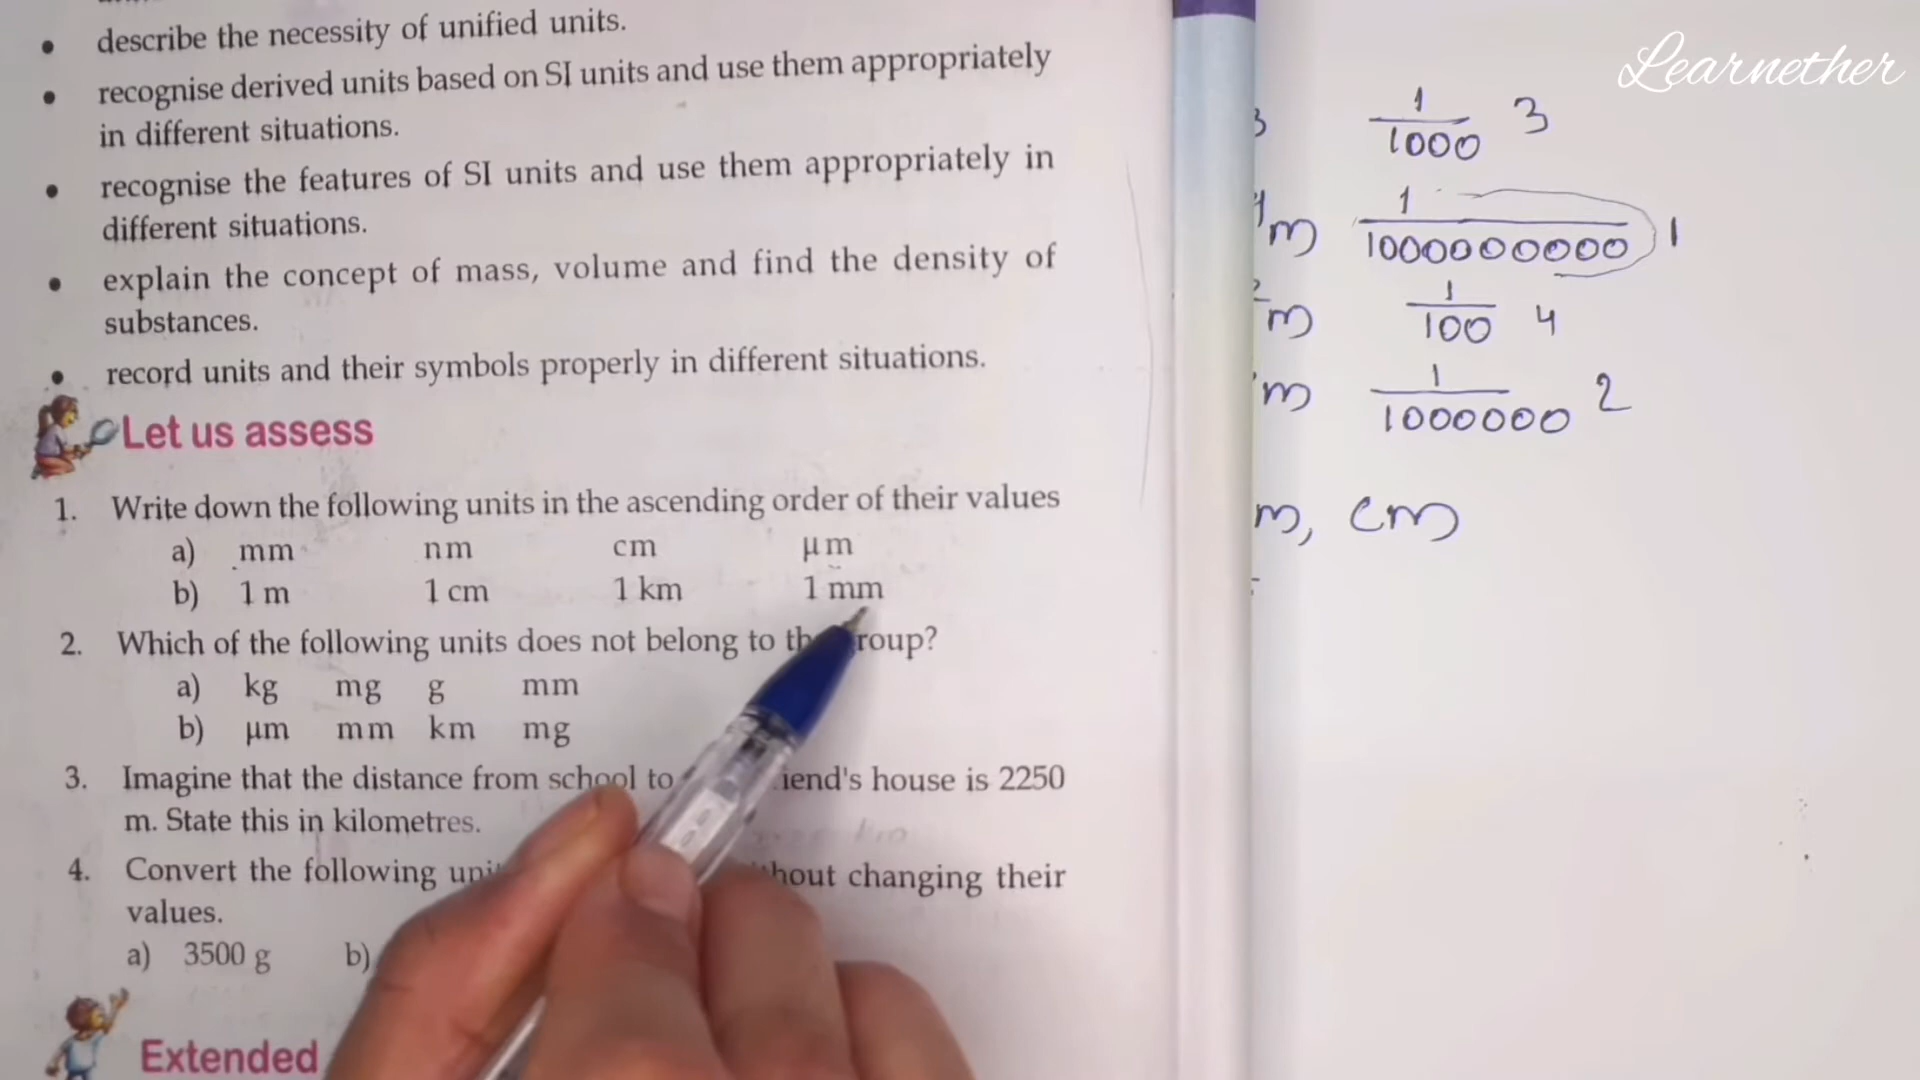 • describe the necessity of unified units.
• recognise derived units based on SI units and use them appropriately
in different situations.
• recognise the features of SI units and use them appropriately in
different situations.
• explain the concept of mass, volume and find the density of
substances.
• record units and their symbols properly in different situations.
Let us assess
1. Write down the following units in the ascending order of their values
a) mm nm cm µm
b) 1 m 1 cm 1 km 1 mm
2. Which of the following units does not belong to the roup?
a) kg mg g mm
b) µm mm km mg
3. Imagine that the distance from school to iend's house is 2250
m. State this in kilometres.
4. Convert the following uni hout changing their
values.
a) 3500 g b)
Extended
Learnether
3 1/1000 3
m 1/1000000000 1
m 1/100 4
m 1/1000000 2
m, cm